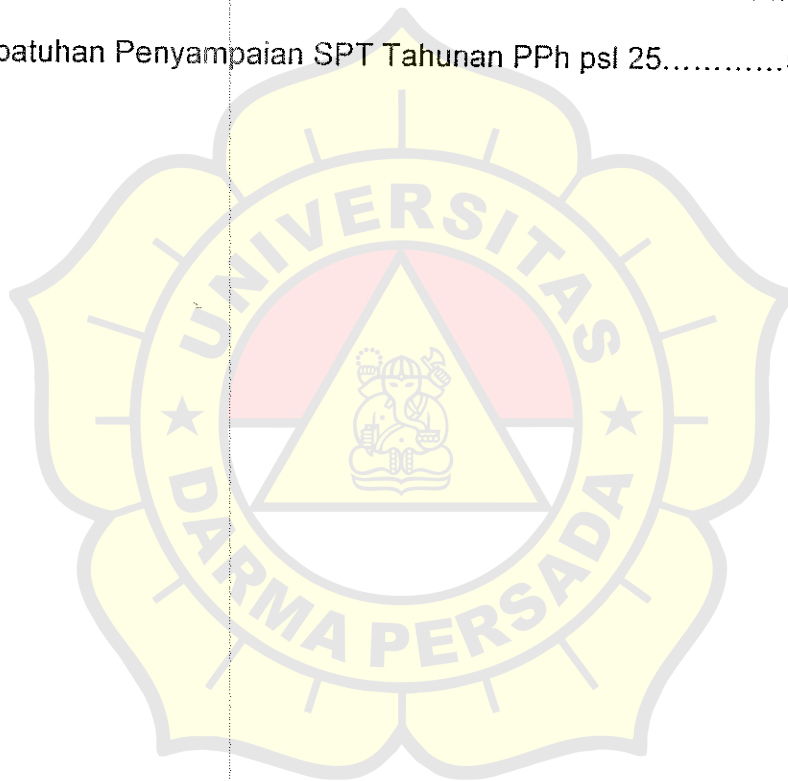 patuhan Penyampaian SPT Tahunan PPh psl 25.............
UNIVERSITAS
DARMA PERSADA